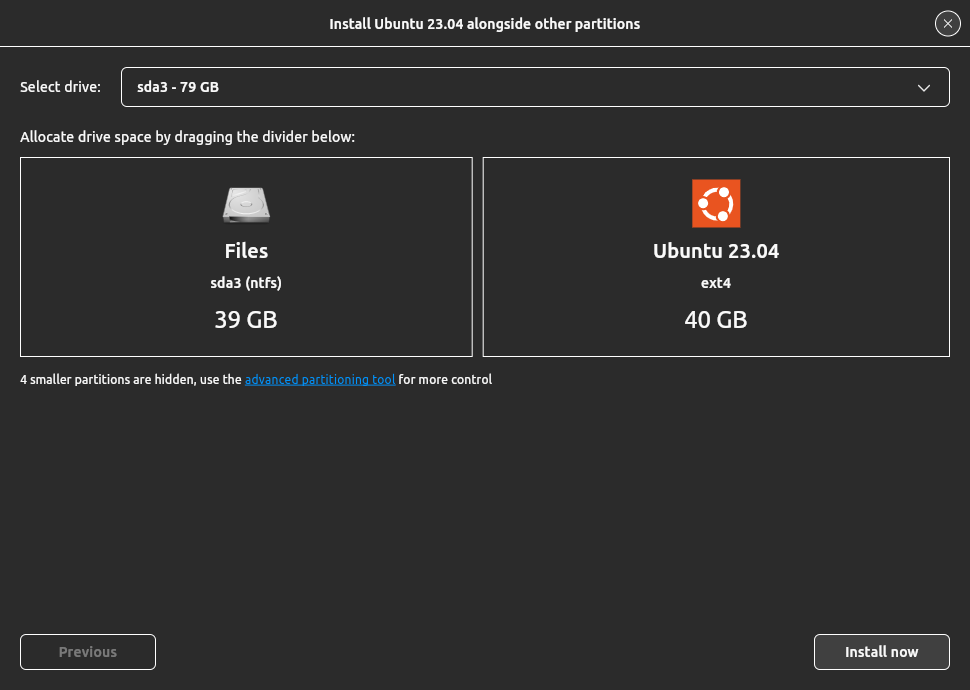 Install Ubuntu 23.04 alongside other partitions
Select drive:
sda3 - 79 GB
Allocate drive space by dragging the divider below:
Files
sda3 (ntfs)
39 GB
Ubuntu 23.04
ext4
40 GB
4 smaller partitions are hidden, use the advanced partitioning tool for more control
Previous
Install now